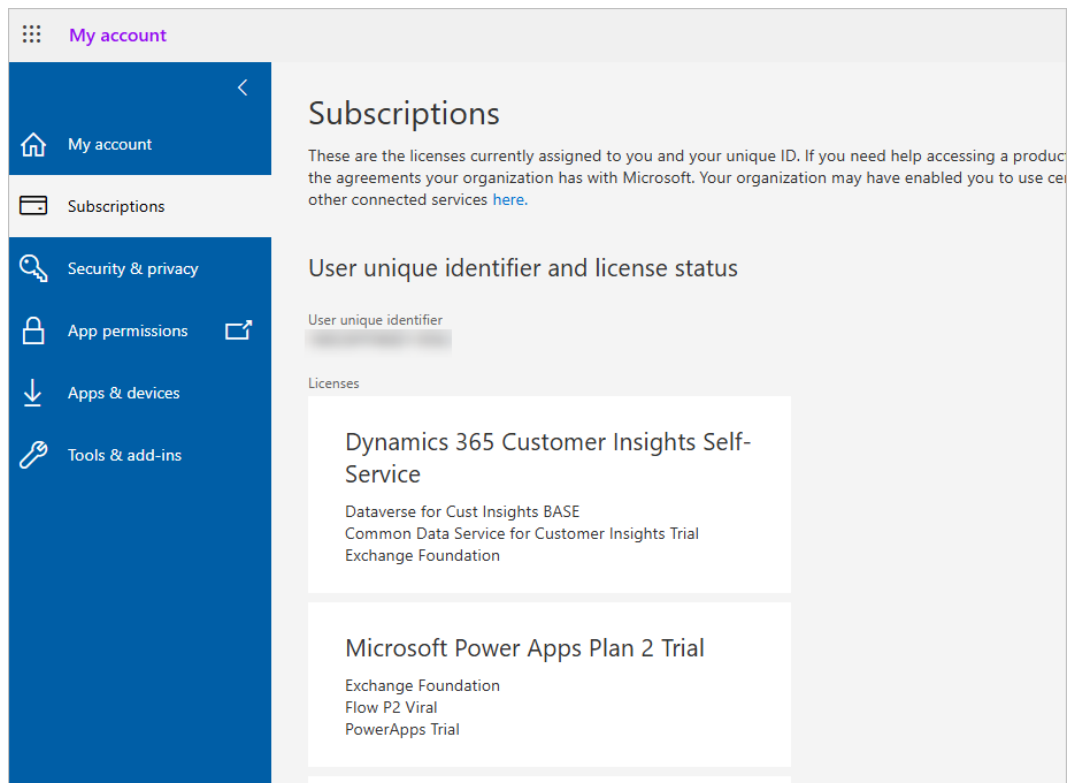 My account
My account
Subscriptions
Security & privacy
App permissions
Apps & devices
Tools & add-ins
Subscriptions
These are the licenses currently assigned to you and your unique ID. If you need help accessing a produc
the agreements your organization has with Microsoft. Your organization may have enabled you to use ce
other connected services here.
User unique identifier and license status
User unique identifier
Licenses
Dynamics 365 Customer Insights Self-
Service
Dataverse for Cust Insights BASE
Common Data Service for Customer Insights Trial
Exchange Foundation
Microsoft Power Apps Plan 2 Trial
Exchange Foundation
Flow P2 Viral
PowerApps Trial